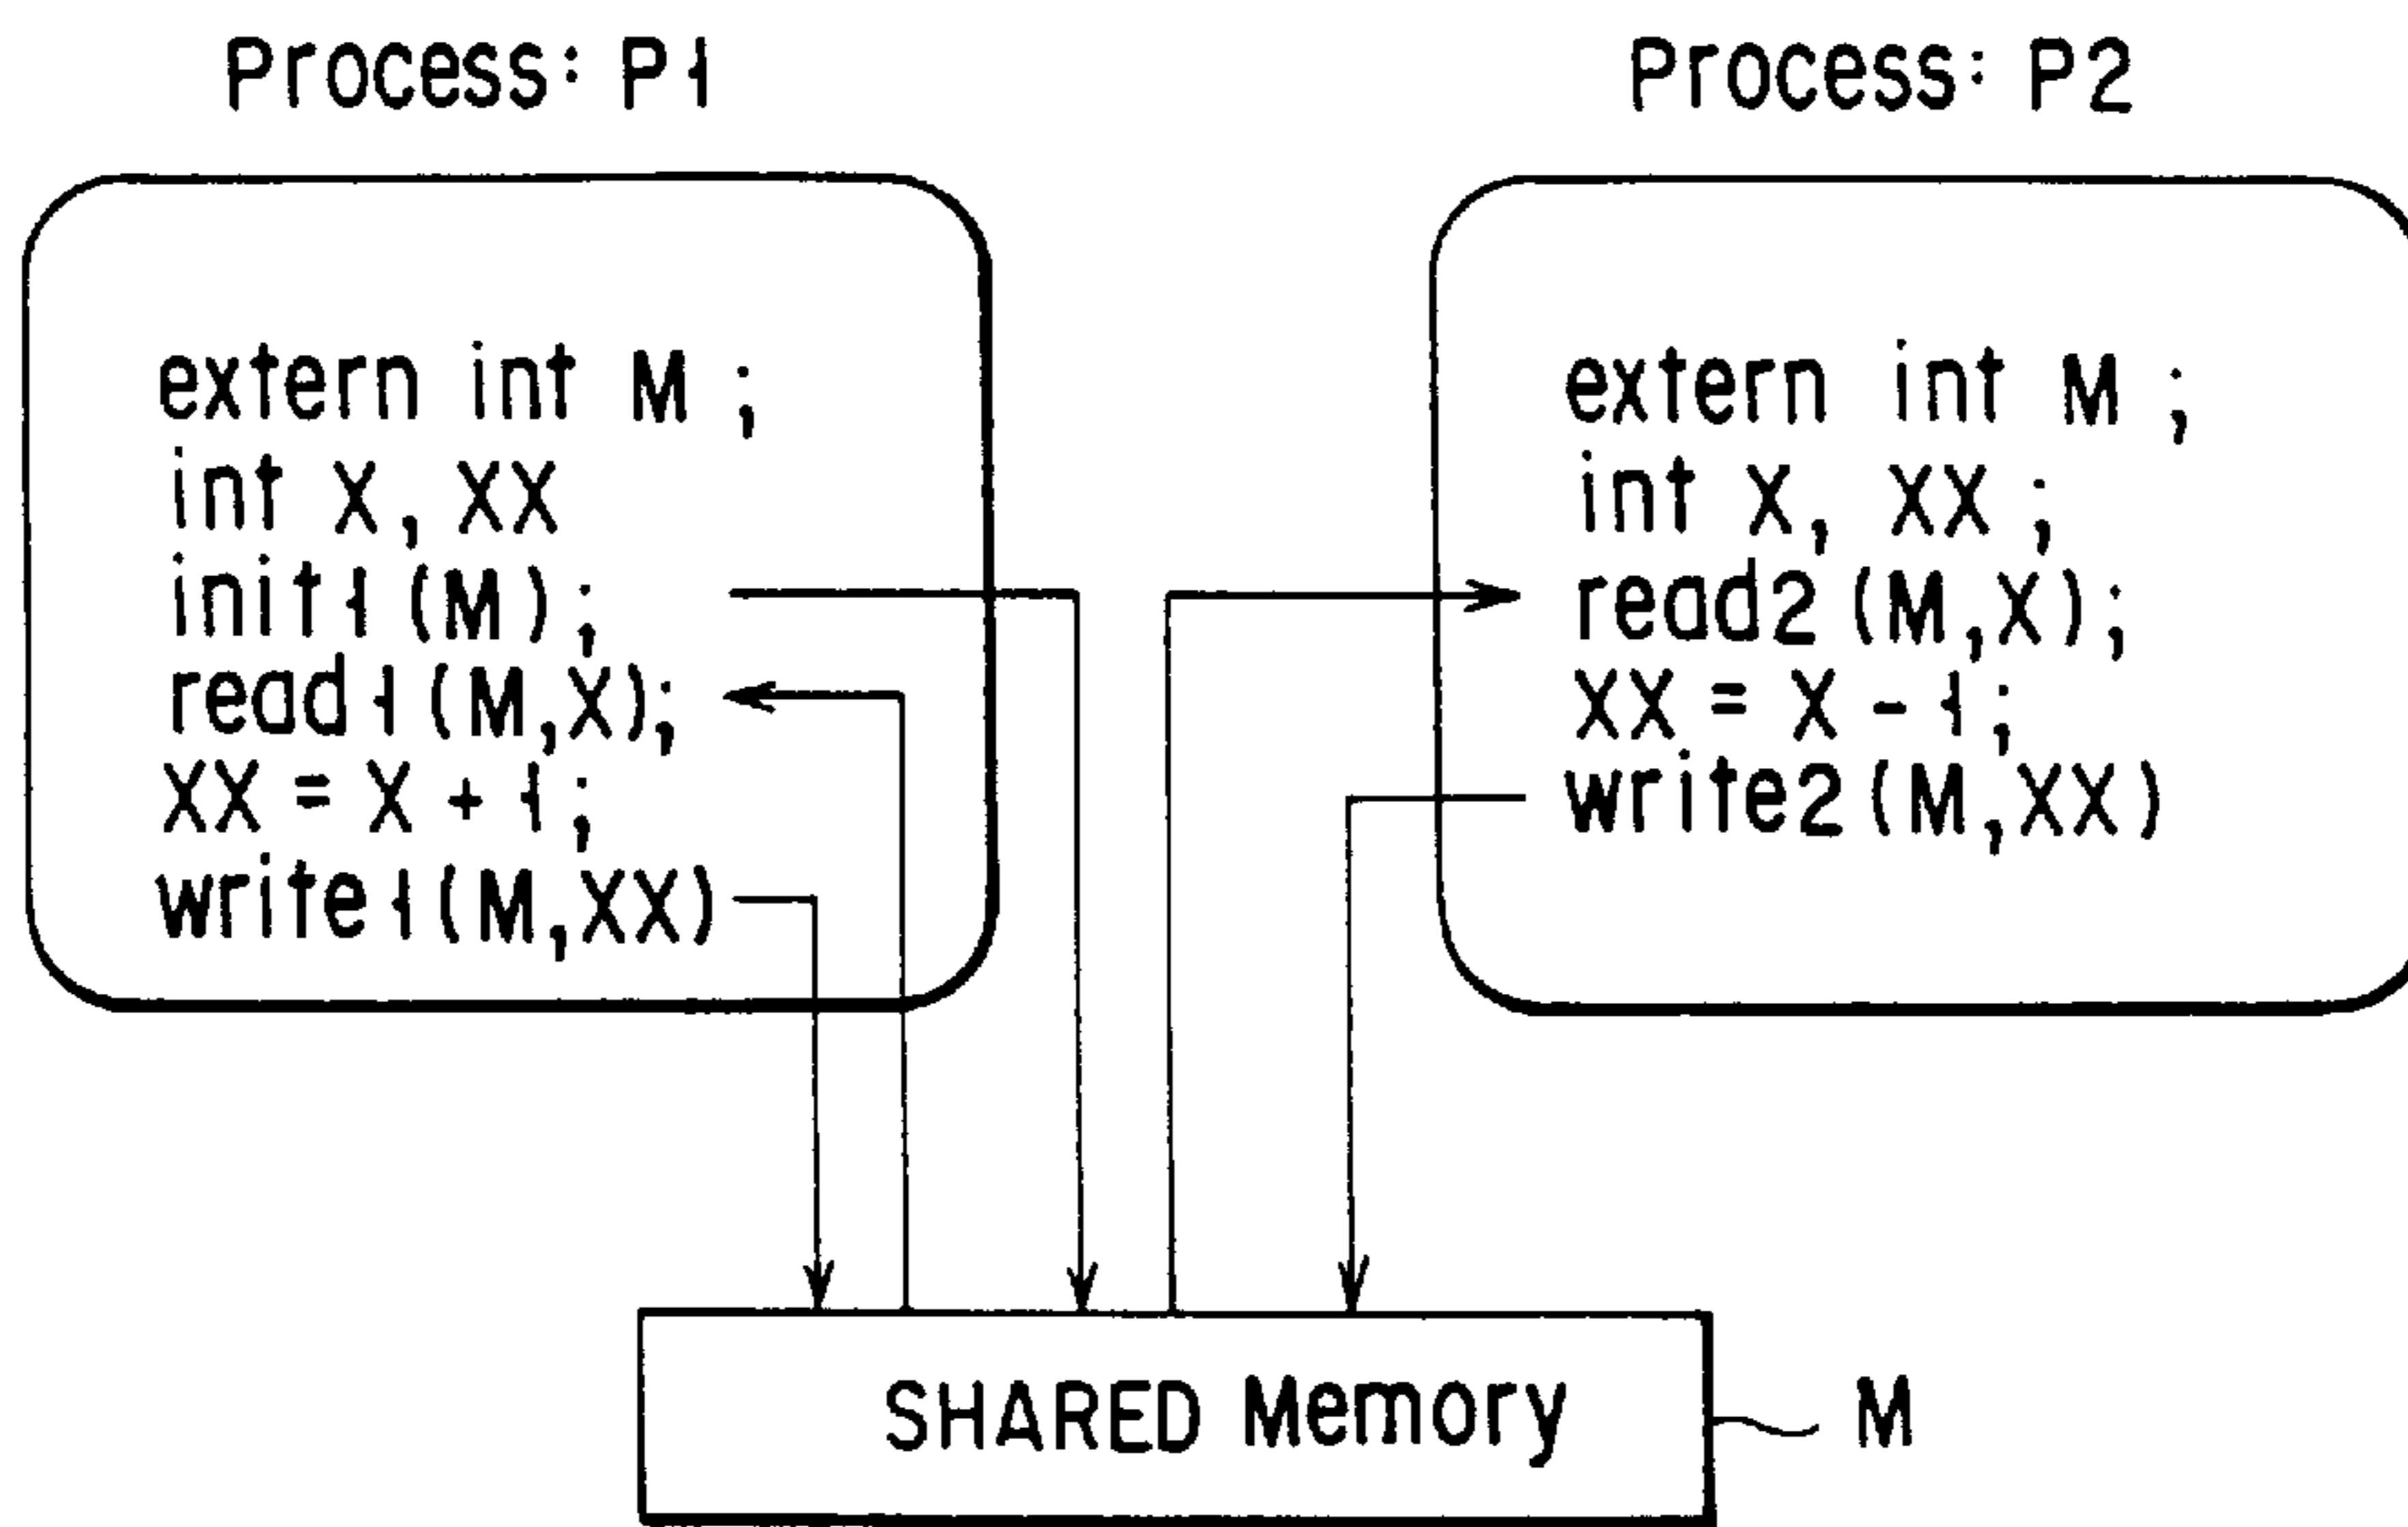 Process: P1
extern int M ;
int X, XX
init1 (M);
read1 (M,X);
XX = X + 1;
write1(M,XX)
Process: P2
extern int M ;
int X, XX ;
read2 (M,X);
XX = X - 1;
write2(M,XX)
SHARED Memory
M